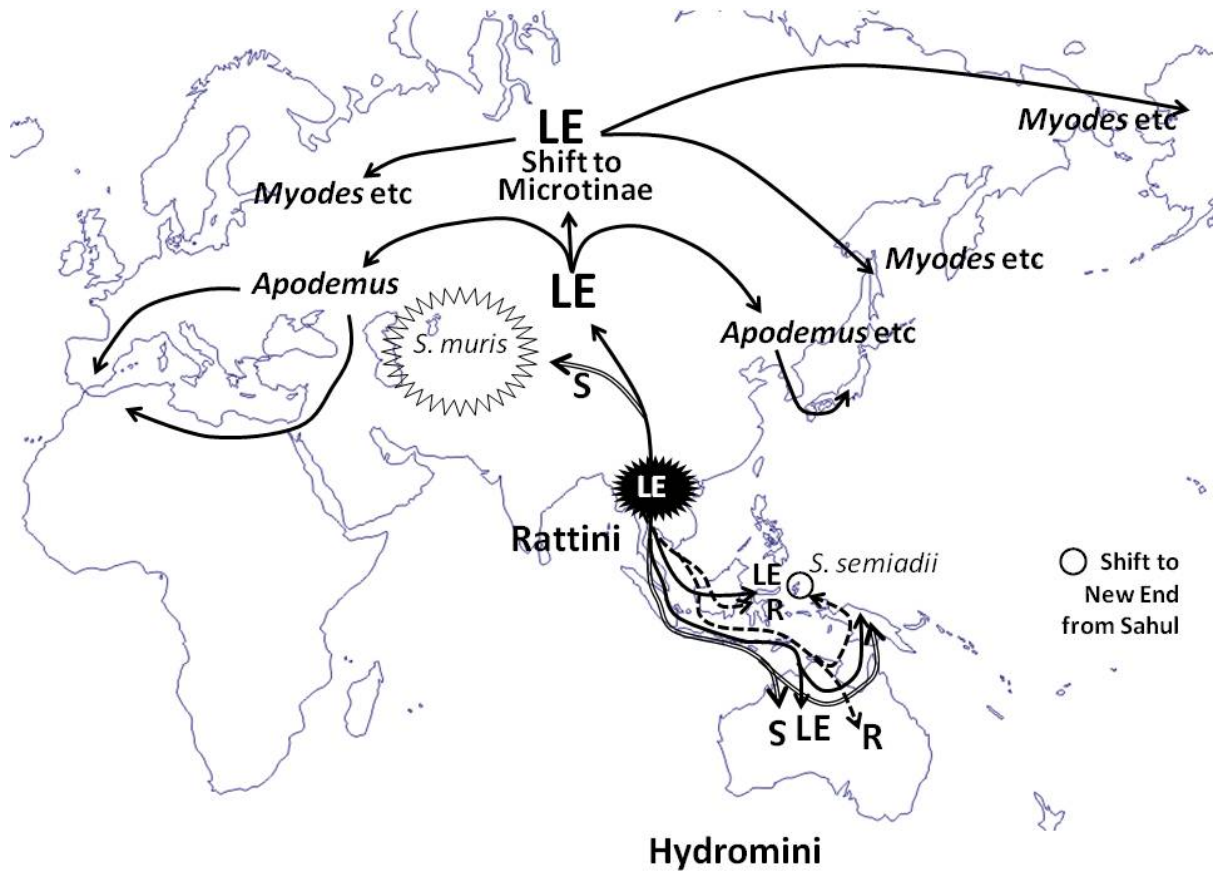 LE
Shift to
Microtinae
Myodes etc
Myodes etc
Myodes etc
Apodemus
LE
Apodemus etc
S. muris
S
LE
Rattini
LE
R
S. semiadii
Shift to
New End
from Sahul
S
LE
R
Hydromini